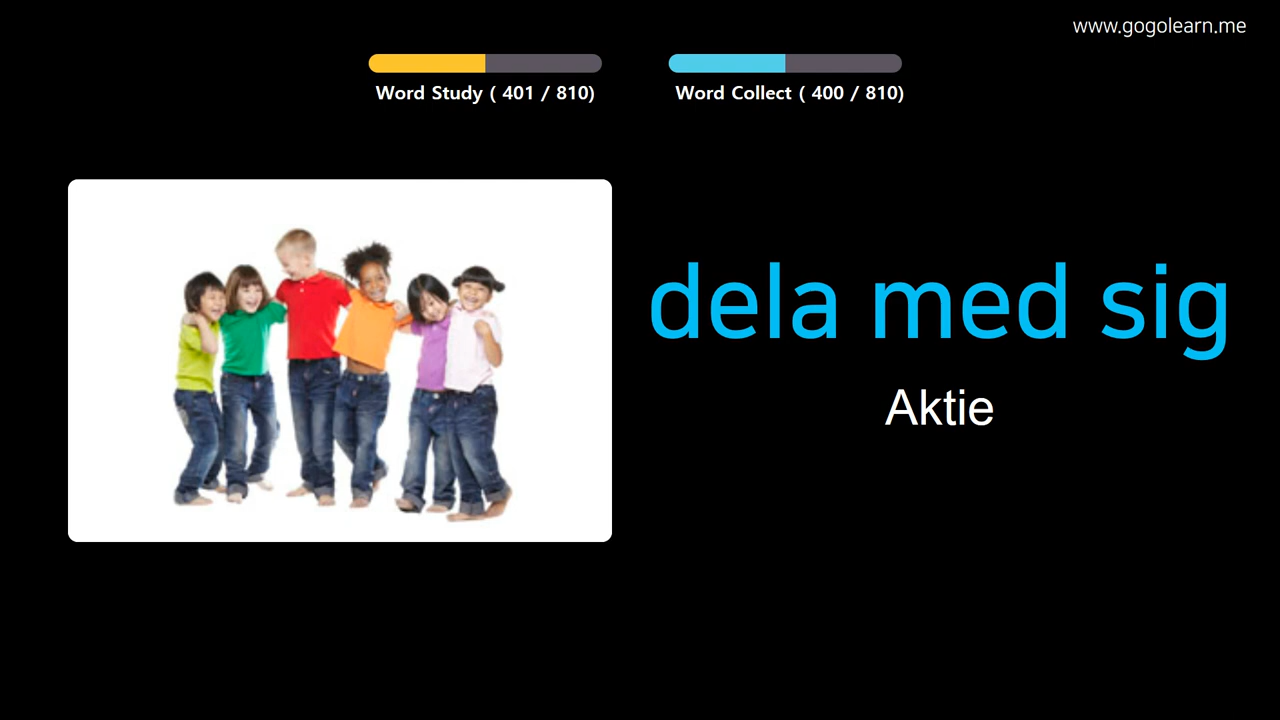 www.gogolearn.me
Word Study ( 401 / 810)
Word Collect ( 400 / 810)
dela med sig
Aktie